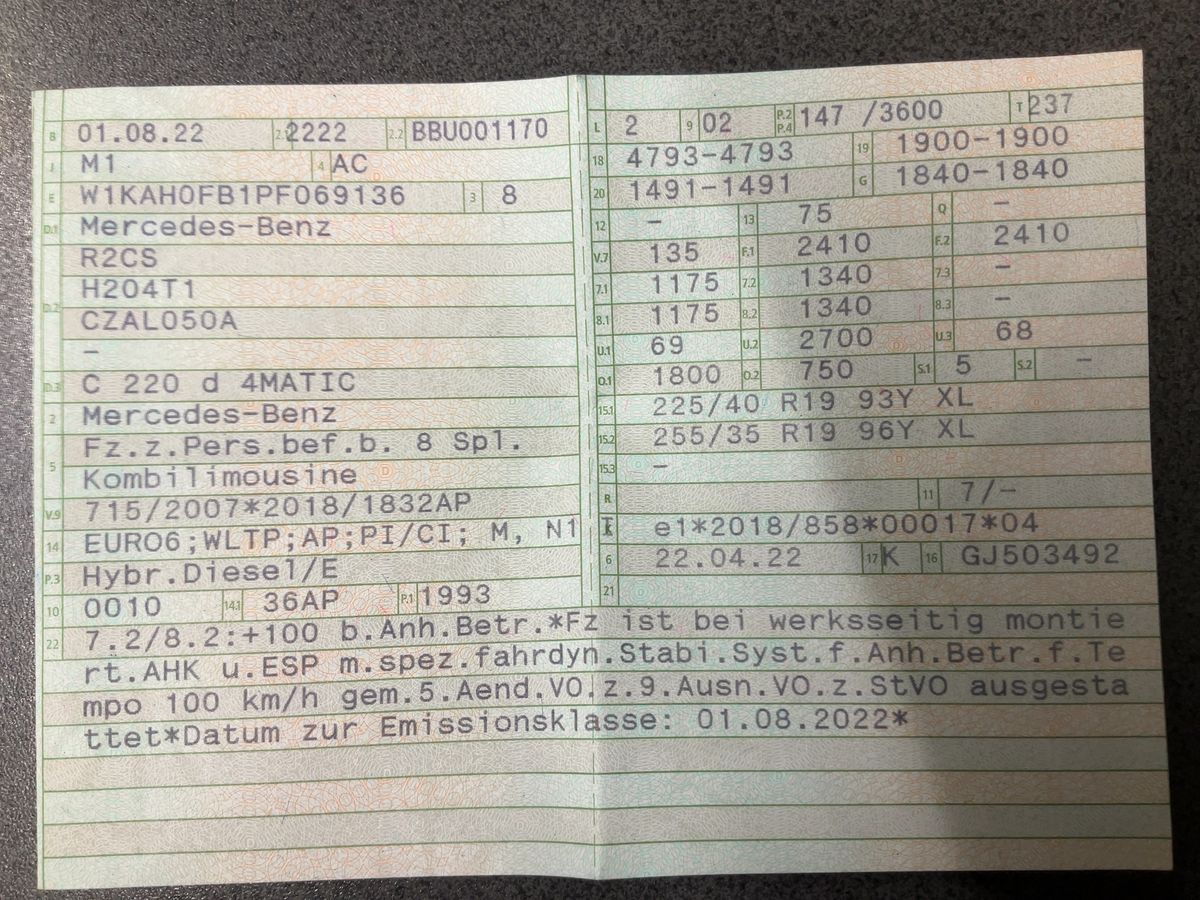 B 01.08.22 2.1 2222 2.2 BBU001170
J M1 4 AC
E W1KAH0FB1PF069136 3 8
D.1 Mercedes-Benz
R2CS
D.2 H204T1
CZAL050A
-
D.3 C 220 d 4MATIC
2 Mercedes-Benz
5 Fz.z.Pers.bef.b. 8 Spl.
Kombilimousine
V.9 715/2007*2018/1832AP
14 EURO6;WLTP;AP;PI/CI; M, N1
P.3 Hybr.Diesel/E
10 0010 14.1 36AP P.1 1993
L 2 9 02 P.2 P.4 147 /3600 T 237
18 4793-4793 19 1900-1900
20 1491-1491 G 1840-1840
12 - 13 75 Q -
V.7 135 F.1 2410 F.2 2410
7.1 1175 7.2 1340 7.3 -
8.1 1175 8.2 1340 8.3 -
U.1 69 U.2 2700 U.3 68
O.1 1800 O.2 750 S.1 5 S.2 -
15.1 225/40 R19 93Y XL
15.2 255/35 R19 96Y XL
15.3 -
R 11 7/-
K e1*2018/858*00017*04
6 22.04.22 17 K 16 GJ503492
21
22 7.2/8.2:+100 b.Anh.Betr.*Fz ist bei werksseitig montie
rt.AHK u.ESP m.spez.fahrdyn.Stabi.Syst.f.Anh.Betr.f.Te
mpo 100 km/h gem.5.Aend.VO.z.9.Ausn.VO.z.StVO ausgesta
ttet*Datum zur Emissionsklasse: 01.08.2022*